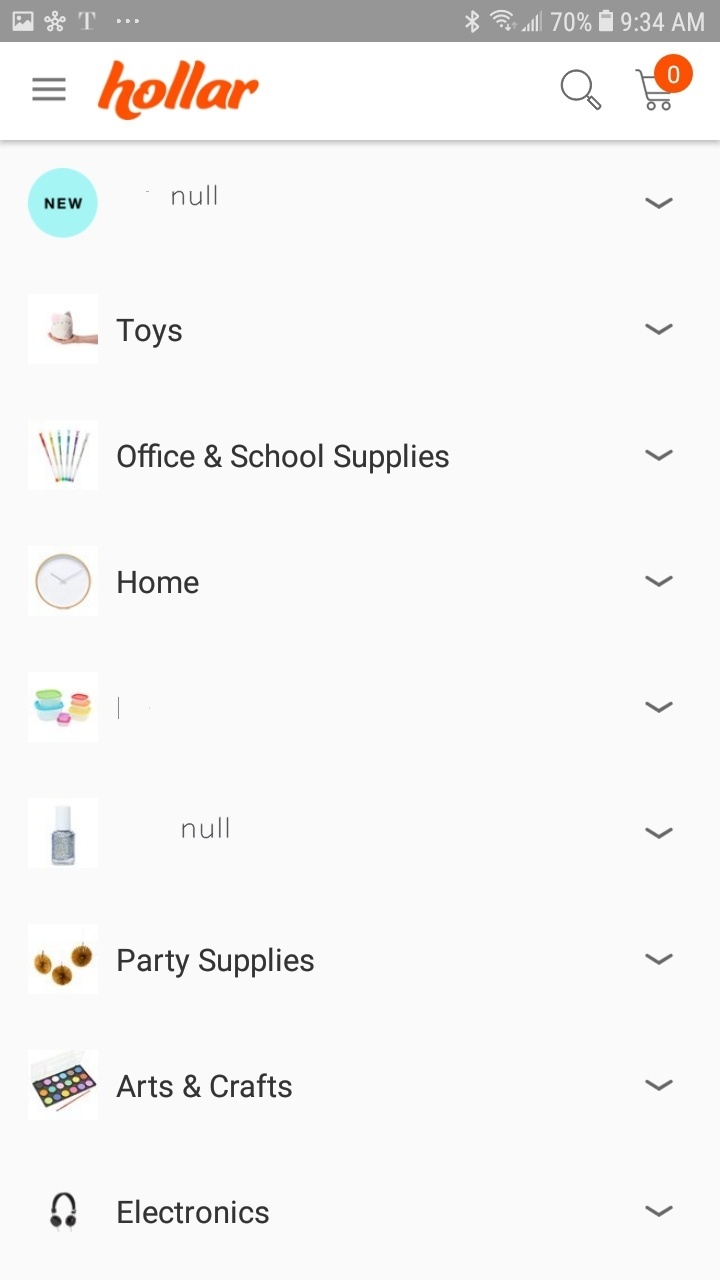 T 70% 9:34 AM
hollar 0
NEW null
Toys
Office & School Supplies
Home
null
Party Supplies
Arts & Crafts
Electronics